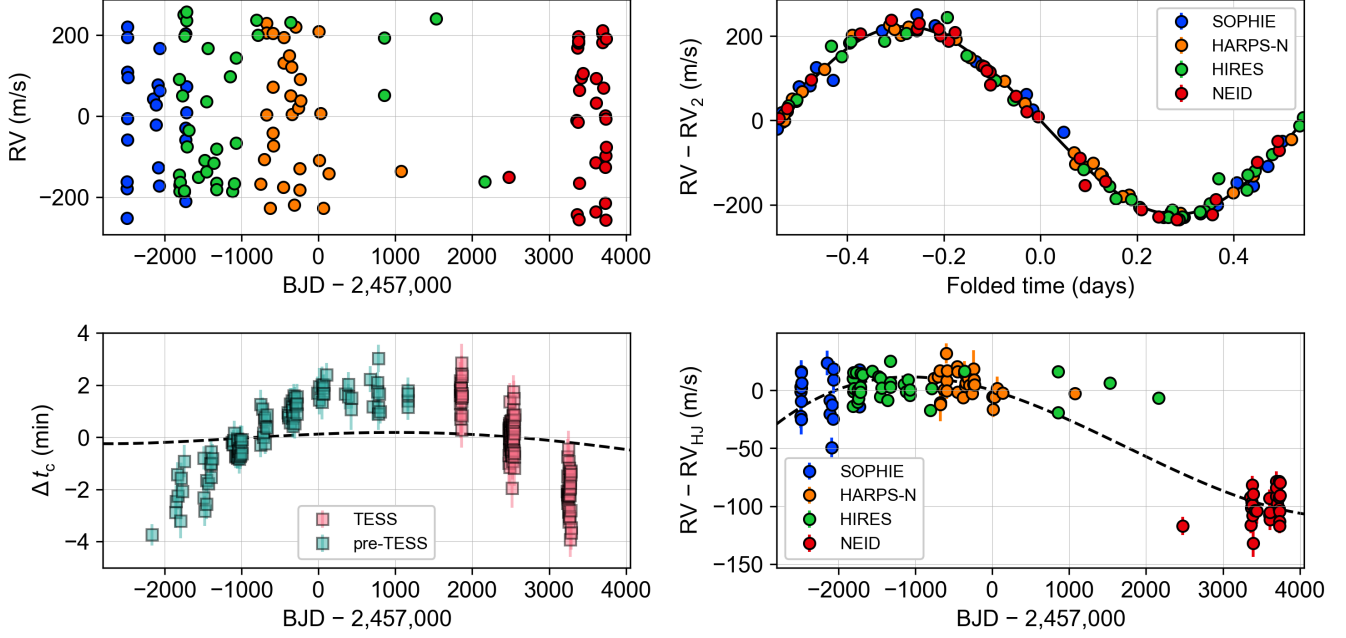 200
0
−200
RV (m/s)
−2000 −1000 0 1000 2000 3000 4000
BJD − 2,457,000
200
0
−200
RV − RV2 (m/s)
SOPHIE
HARPS-N
HIRES
NEID
−0.4 −0.2 0.0 0.2 0.4
Folded time (days)
4
2
0
−2
−4
Δ tc (min)
TESS
pre-TESS
−2000 −1000 0 1000 2000 3000 4000
BJD − 2,457,000
0
−50
−100
−150
RV − RVHJ (m/s)
SOPHIE
HARPS-N
HIRES
NEID
−2000 −1000 0 1000 2000 3000 4000
BJD − 2,457,000